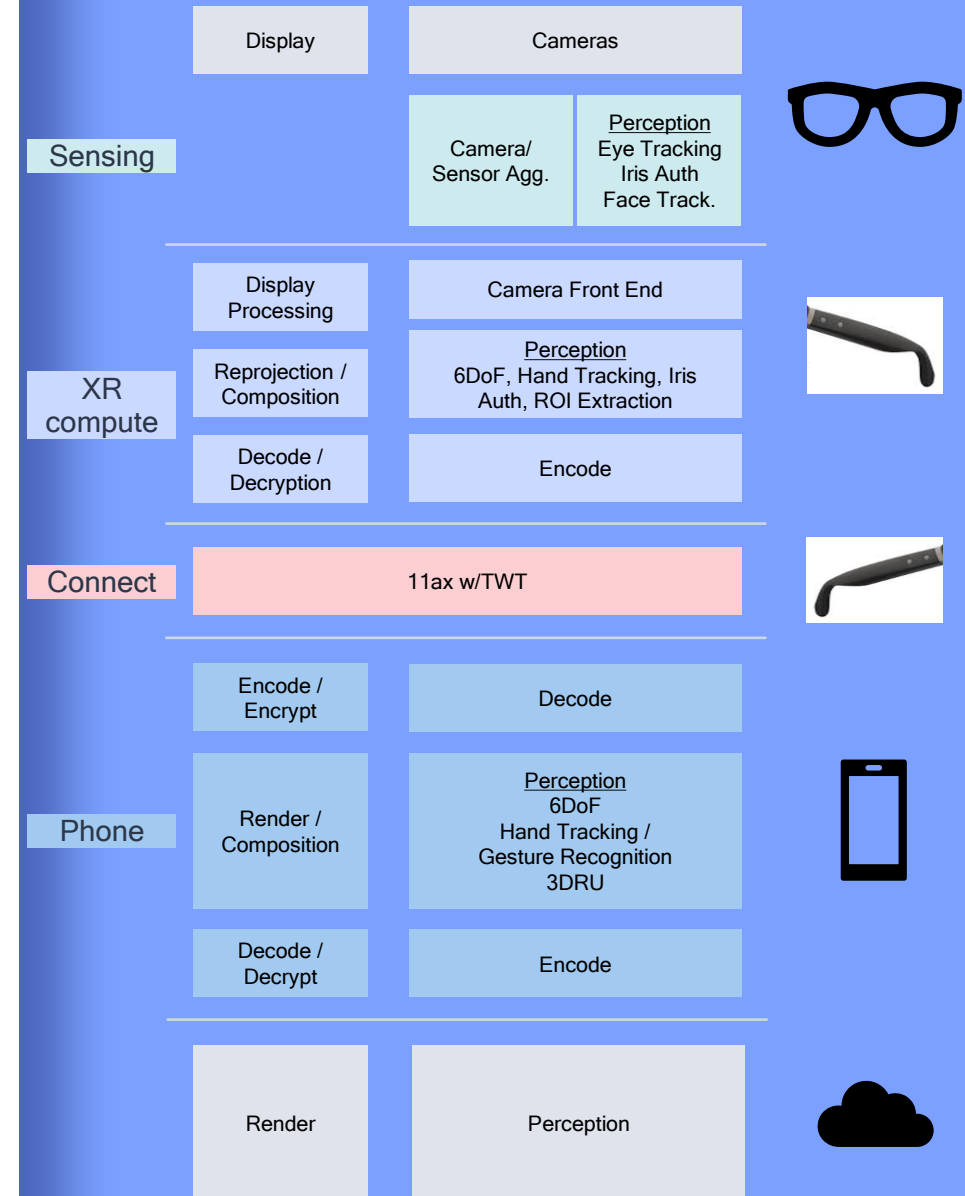 Display
Cameras
Sensing
Camera/
Sensor Agg.
Perception
Eye Tracking
Iris Auth
Face Track.
XR
compute
Display
Processing
Camera Front End
Reprojection /
Composition
Perception
6DoF, Hand Tracking, Iris
Auth, ROI Extraction
Decode /
Decryption
Encode
Connect
11ax w/TWT
Phone
Encode /
Encrypt
Decode
Render /
Composition
Perception
6DoF
Hand Tracking /
Gesture Recognition
3DRU
Decode /
Decrypt
Encode
Render
Perception